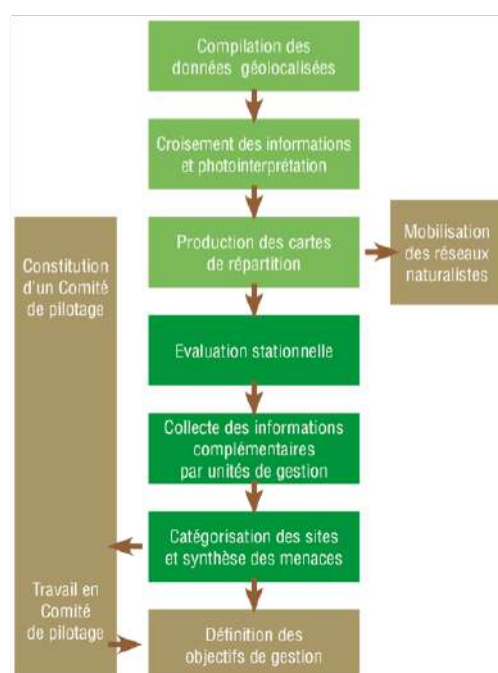 Compilation des
données géolocalisées
Croisement des informations
et photointerprétation
Production des cartes
de répartition
Mobilisation
des réseaux
naturalistes
Constitution
d'un Comité
de pilotage
Evaluation stationnelle
Collecte des informations
complémentaires
par unités de gestion
Catégorisation des sites
et synthèse des menaces
Travail en
Comité
de pilotage
Définition des
objectifs de gestion